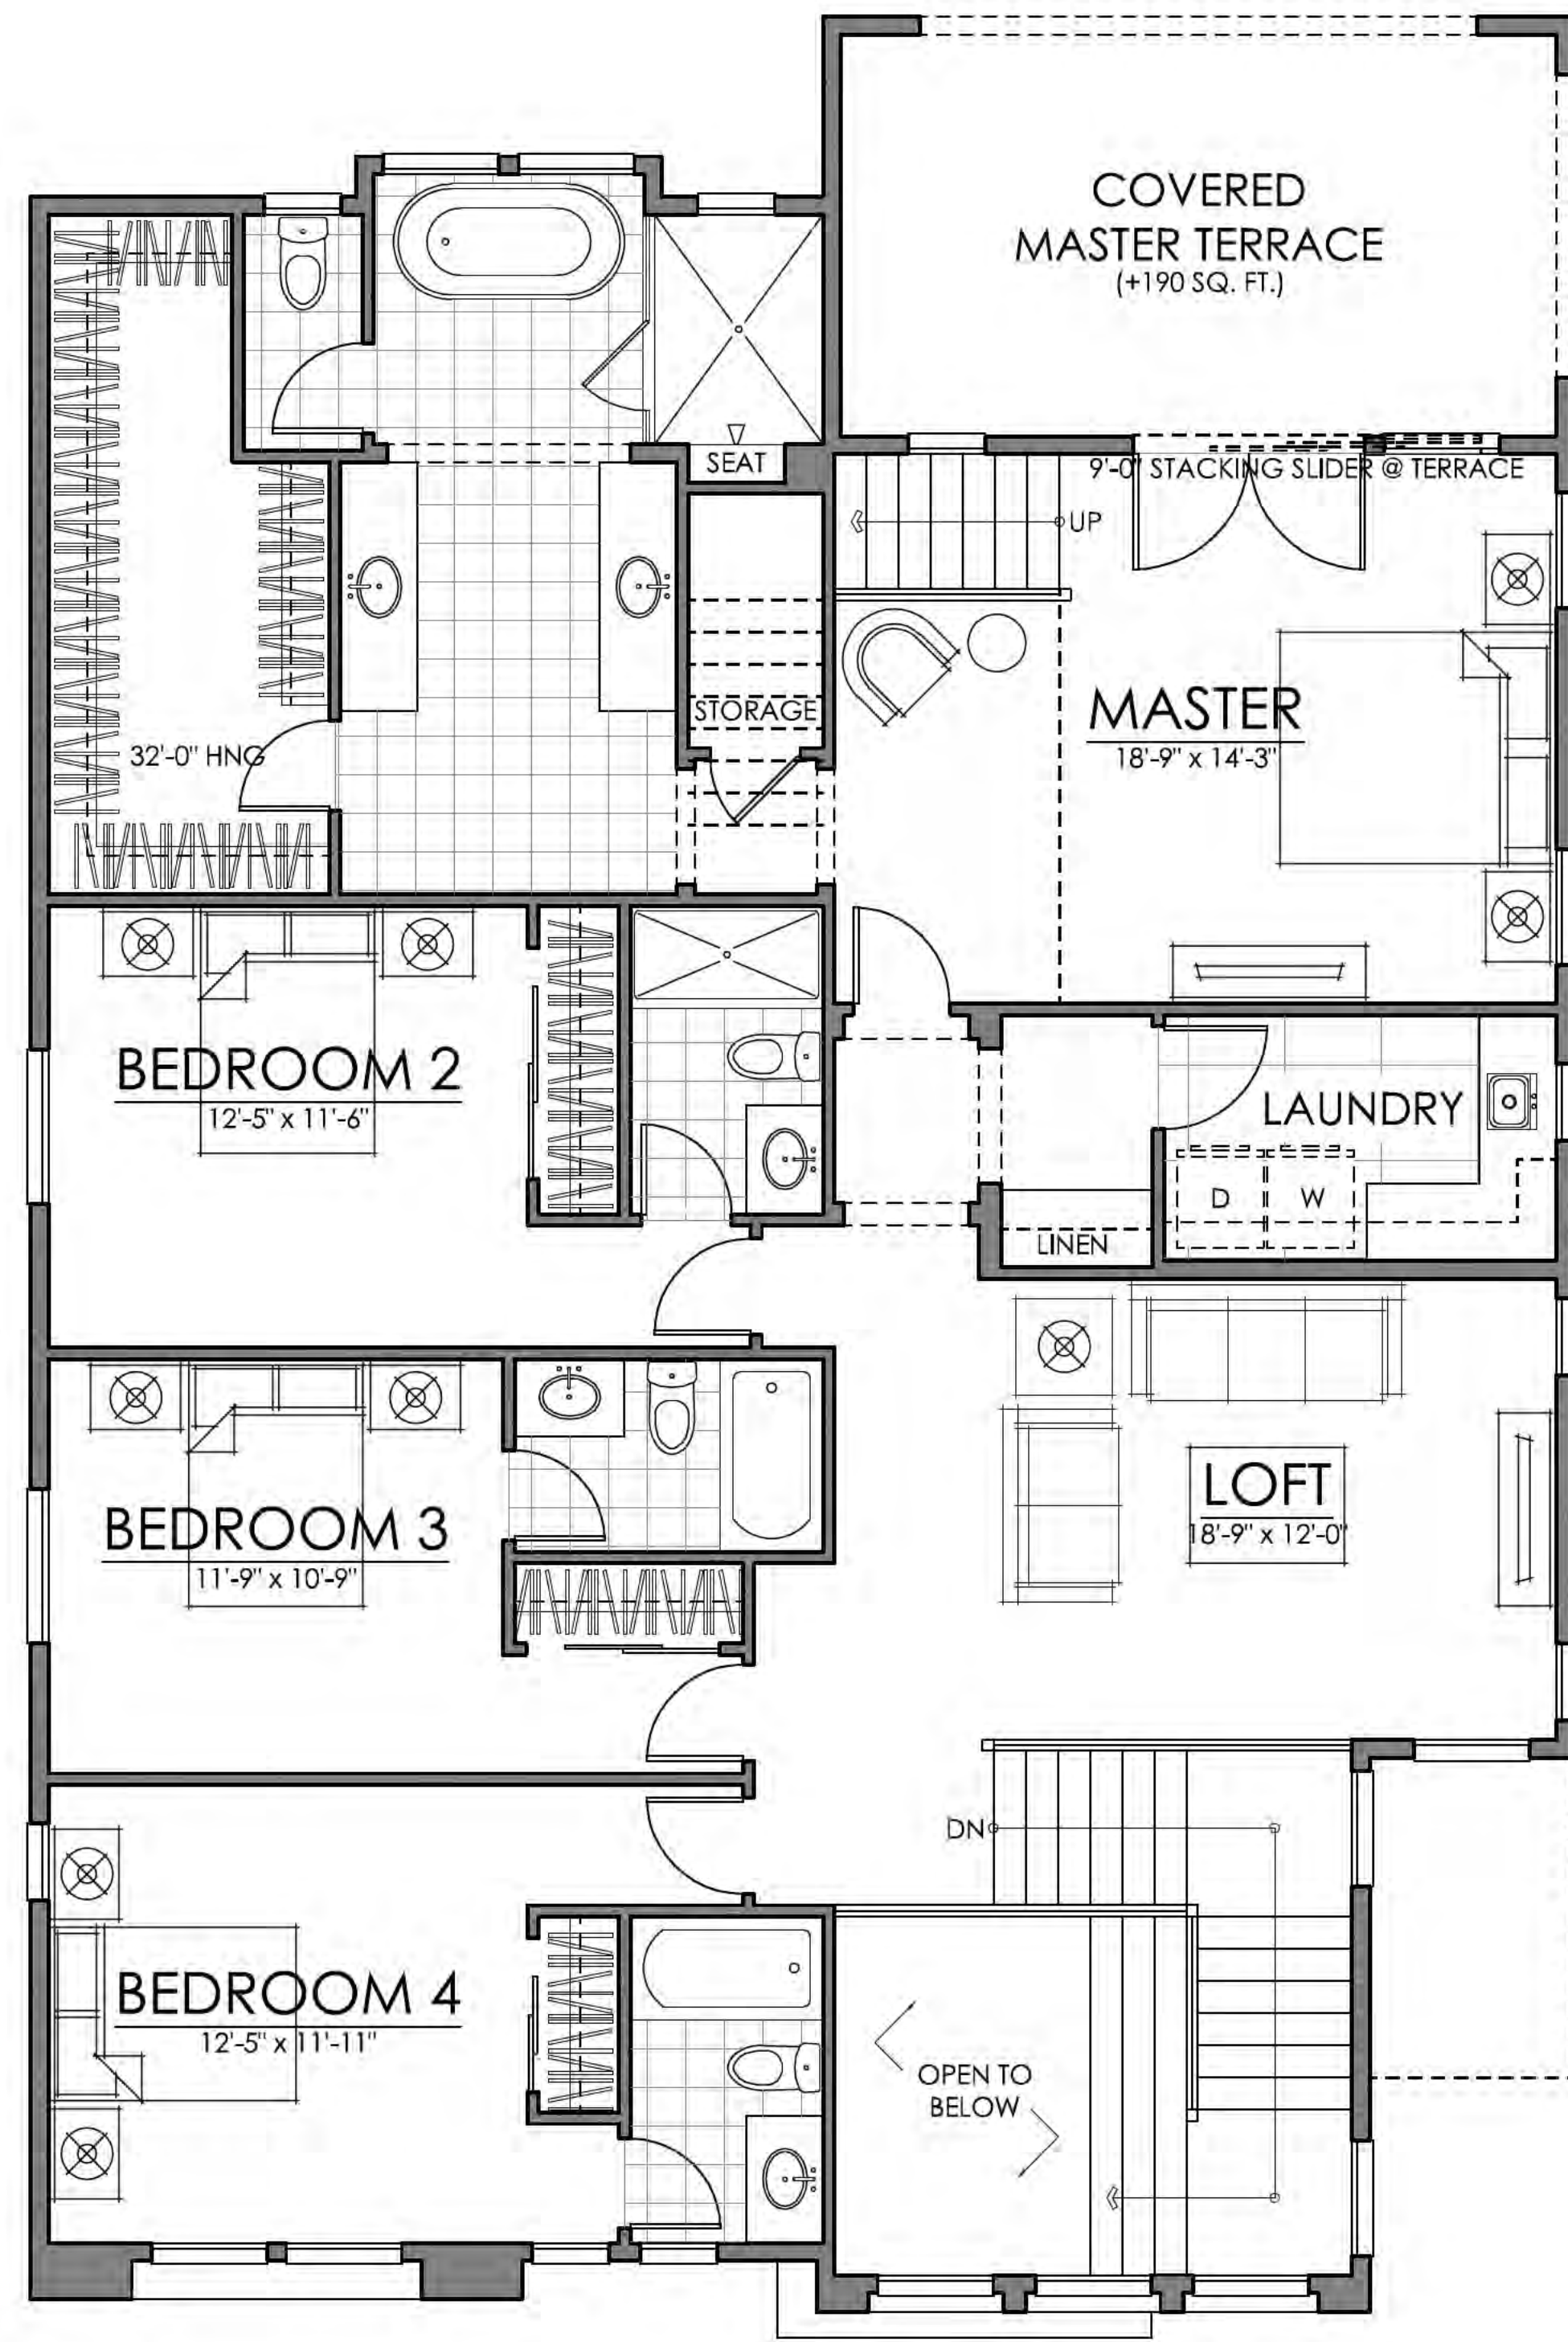 COVERED
MASTER TERRACE
(+190 SQ. FT.)
SEAT
9'-0" STACKING SLIDER @ TERRACE
UP
STORAGE
MASTER
18'-9" x 14'-3"
32'-0" HNG
BEDROOM 2
12'-5" x 11'-6"
LAUNDRY
D
W
LINEN
LOFT
18'-9" x 12'-0"
BEDROOM 3
11'-9" x 10'-9"
DN
BEDROOM 4
12'-5" x 11'-11"
OPEN TO
BELOW